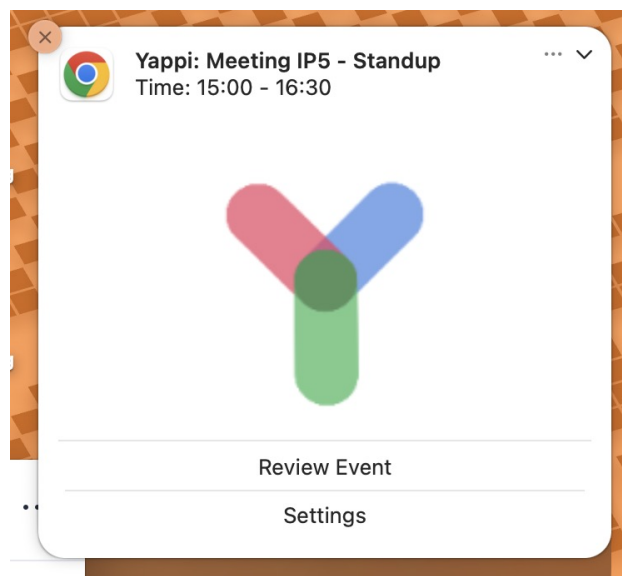 Yappi: Meeting IP5 - Standup
Time: 15:00 - 16:30
Review Event
Settings